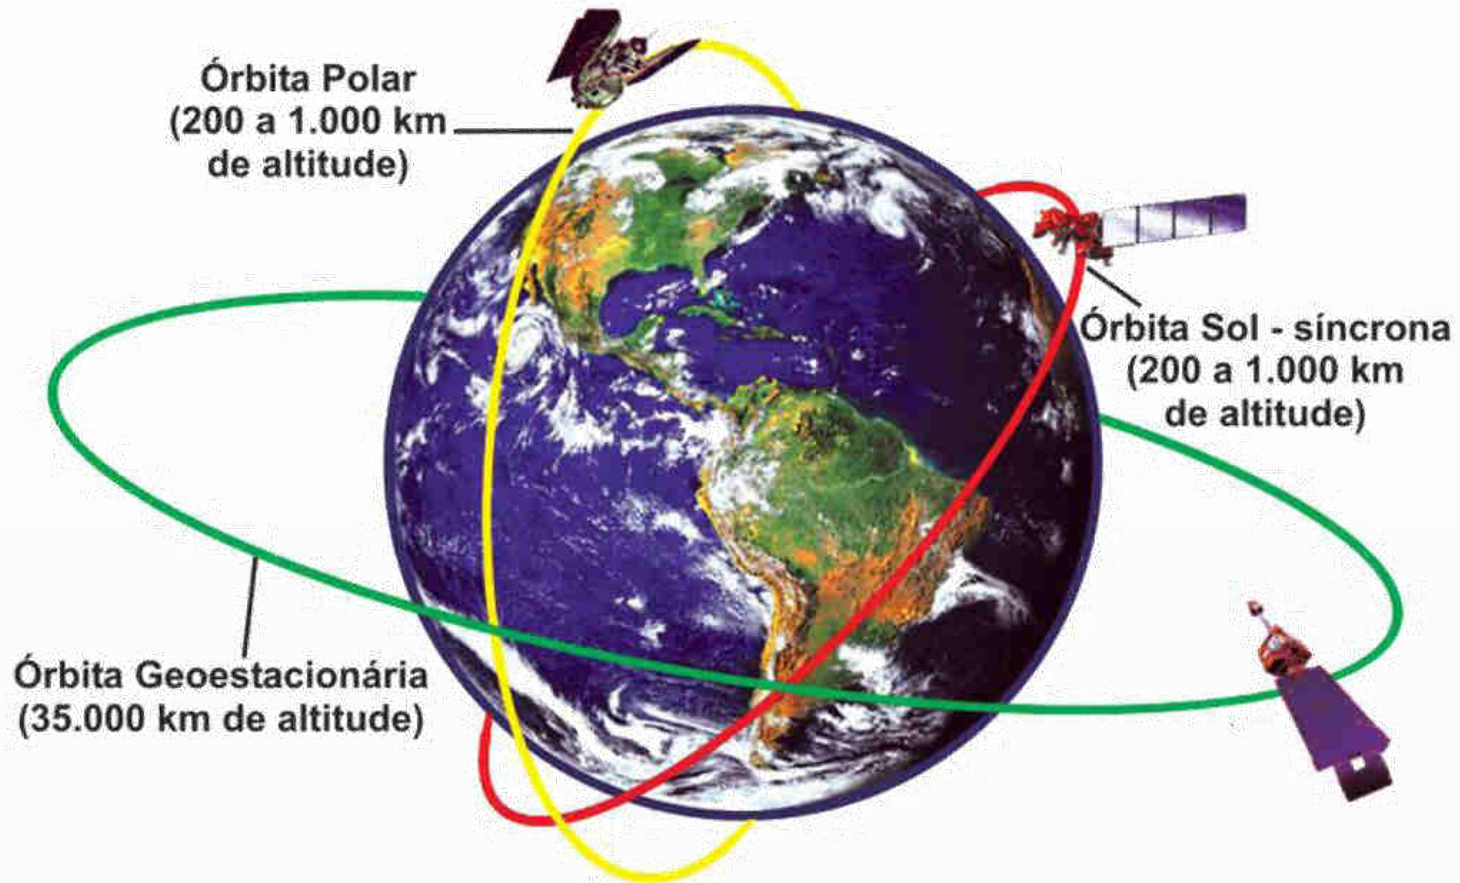 Órbita Polar
(200 a 1.000 km
de altitude)
Órbita Sol - síncrona
(200 a 1.000 km
de altitude)
Órbita Geoestacionária
(35.000 km de altitude)